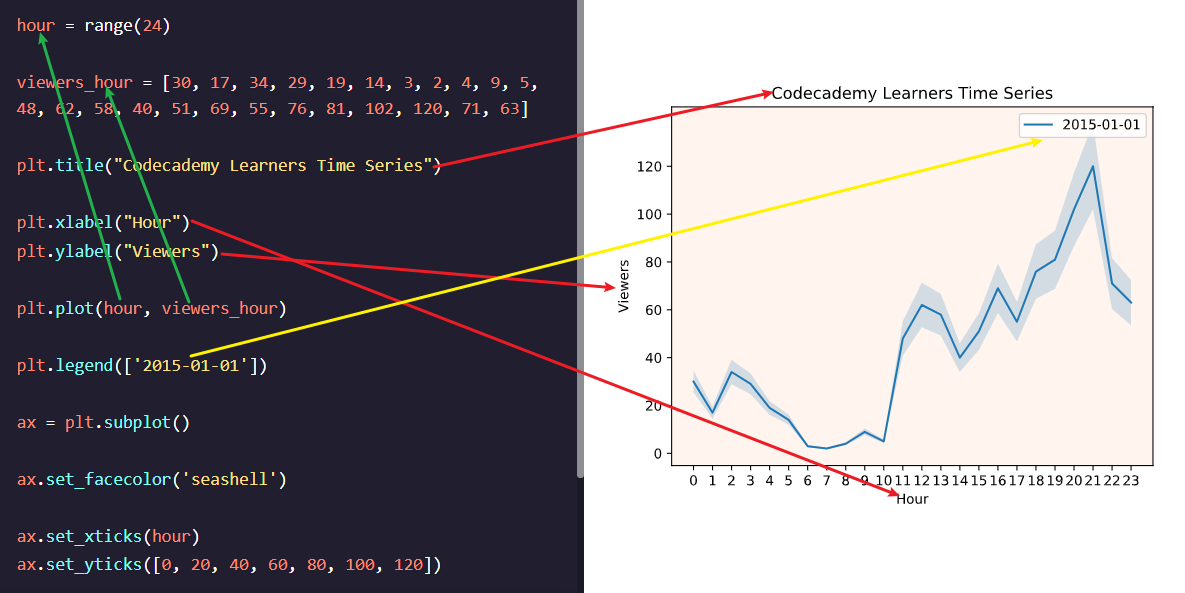 hour = range(24)
viewers_hour = [30, 17, 34, 29, 19, 14, 3, 2, 4, 9, 5,
48, 62, 58, 40, 51, 69, 55, 76, 81, 102, 120, 71, 63]
plt.title("Codecademy Learners Time Series")
plt.xlabel("Hour")
plt.ylabel("Viewers")
plt.plot(hour, viewers_hour)
plt.legend(['2015-01-01'])
ax = plt.subplot()
ax.set_facecolor('seashell')
ax.set_xticks(hour)
ax.set_yticks([0, 20, 40, 60, 80, 100, 120])
Codecademy Learners Time Series
2015-01-01
120
100
80
60
40
20
0
Viewers
0 1 2 3 4 5 6 7 8 9 10 11 12 13 14 15 16 17 18 19 20 21 22 23
Hour